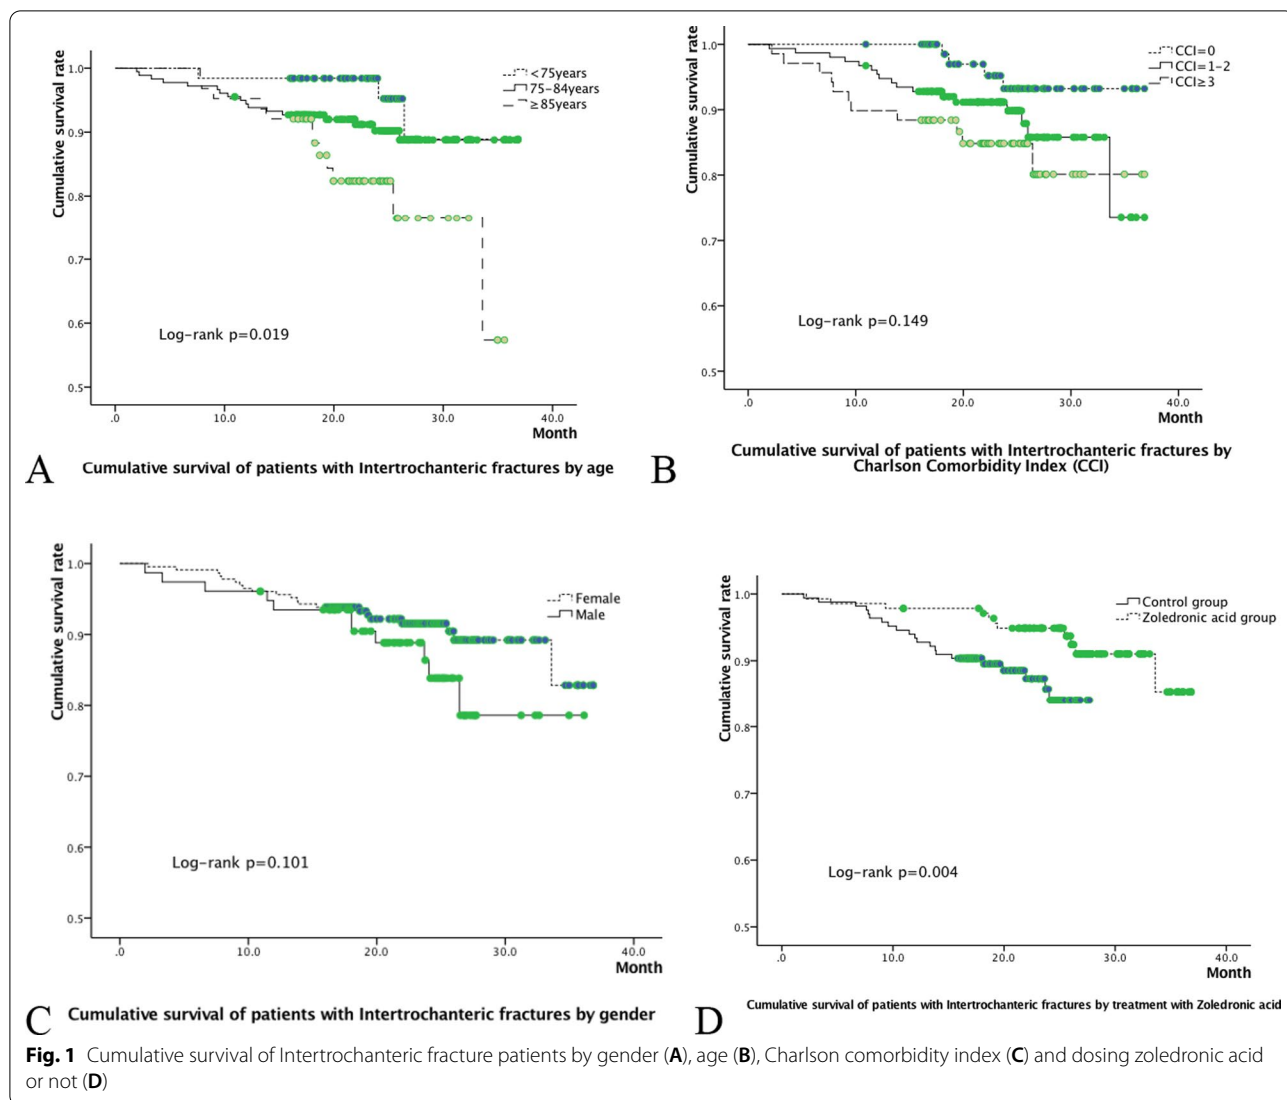 Cumulative survival rate
1.0
0.9
0.8
0.7
0.6
0.5
<75years
75-84years
≥85years
Log-rank p=0.019
.0 10.0 20.0 30.0 40.0
Month
A Cumulative survival of patients with Intertrochanteric fractures by age
Cumulative survival rate
1.0
0.9
0.8
0.7
0.6
0.5
CCI=0
CCI=1-2
CCI≥3
Log-rank p=0.149
.0 10.0 20.0 30.0 40.0
Month
B Cumulative survival of patients with Intertrochanteric fractures by
Charlson Comorbidity Index (CCI)
Cumulative survival rate
1.0
0.9
0.8
0.7
0.6
0.5
Female
Male
Log-rank p=0.101
.0 10.0 20.0 30.0 40.0
Month
C Cumulative survival of patients with Intertrochanteric fractures by gender
Cumulative survival rate
1.0
0.9
0.8
0.7
0.6
0.5
Control group
Zoledronic acid group
Log-rank p=0.004
.0 10.0 20.0 30.0 40.0
Month
D Cumulative survival of patients with Intertrochanteric fractures by treatment with Zoledronic acid
Fig. 1 Cumulative survival of Intertrochanteric fracture patients by gender (A), age (B), Charlson comorbidity index (C) and dosing zoledronic acid
or not (D)